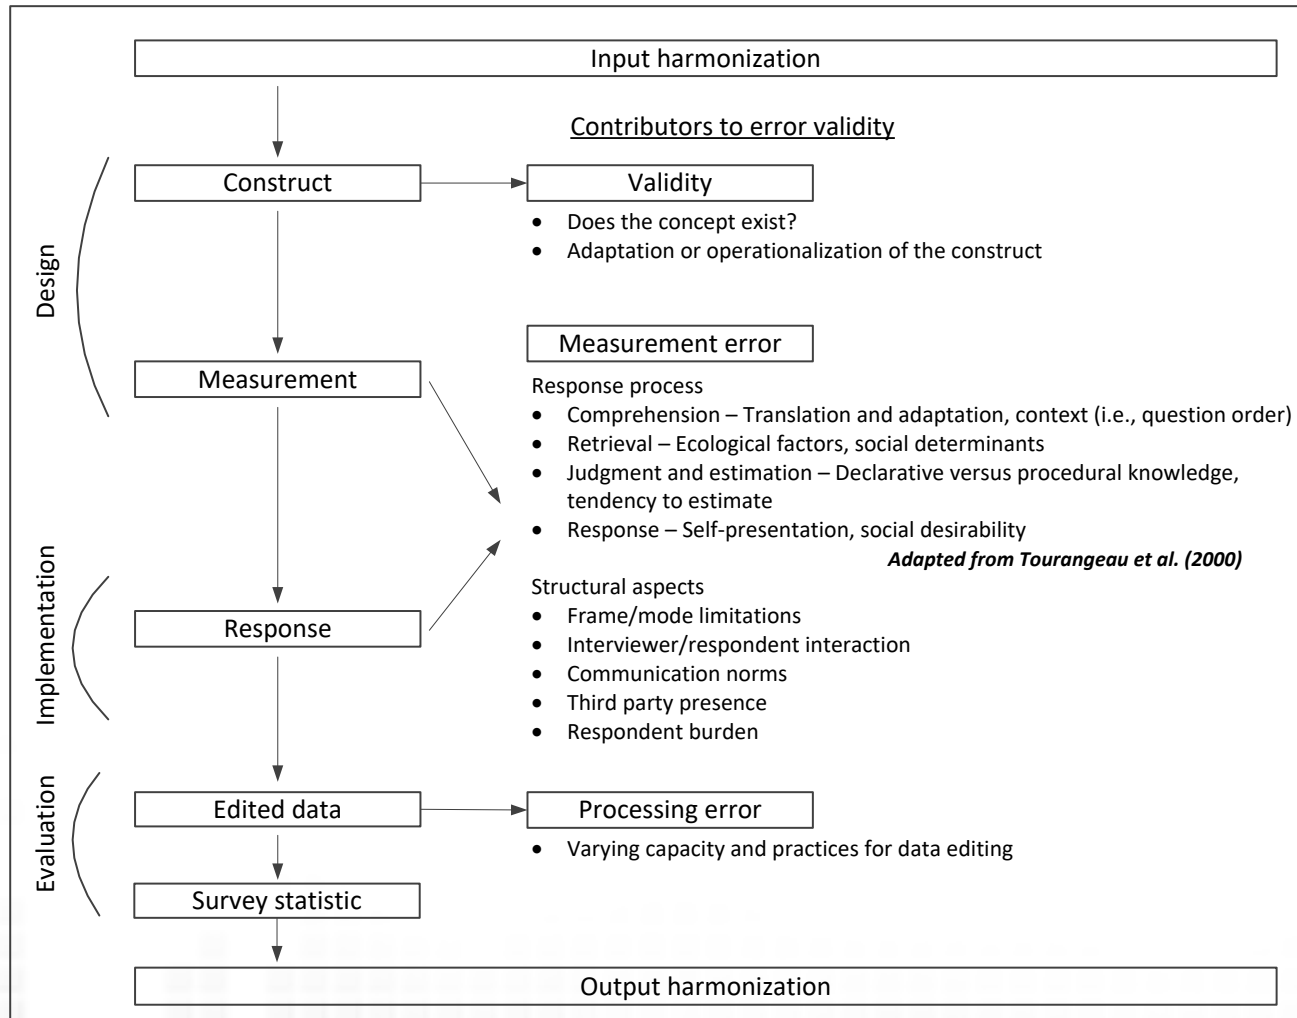 Input harmonization
Contributors to error validity
Design
Construct
Validity
• Does the concept exist?
• Adaptation or operationalization of the construct
Measurement error
Measurement
Response process
• Comprehension – Translation and adaptation, context (i.e., question order)
• Retrieval – Ecological factors, social determinants
• Judgment and estimation – Declarative versus procedural knowledge,
tendency to estimate
• Response – Self-presentation, social desirability
Adapted from Tourangeau et al. (2000)
Implementation
Response
Structural aspects
• Frame/mode limitations
• Interviewer/respondent interaction
• Communication norms
• Third party presence
• Respondent burden
Evaluation
Edited data
Processing error
• Varying capacity and practices for data editing
Survey statistic
Output harmonization